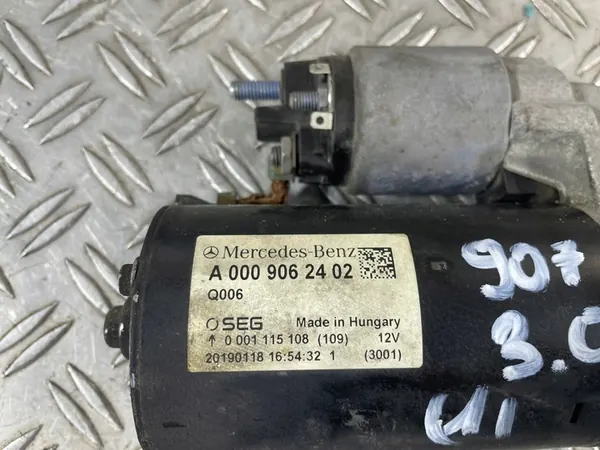 Mercedes-Benz
A 000 906 24 02
Q006
SEG Made in Hungary
↑ 0 001 115 108 (109) 12V
20190118 16:54:32 1 (3001)
907
3.0